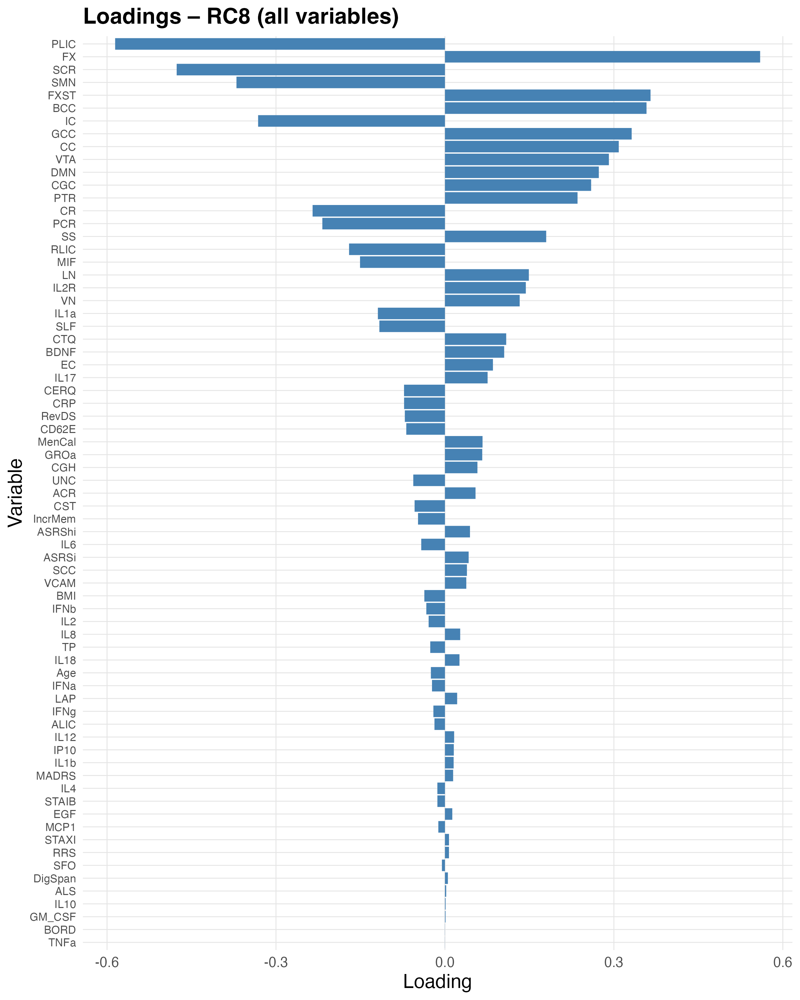 Loadings – RC8 (all variables)
PLIC
FX
SCR
SMN
FXST
BCC
IC
GCC
CC
VTA
DMN
CGC
PTR
CR
PCR
SS
RLIC
MIF
LN
IL2R
VN
IL1a
SLF
CTQ
BDNF
EC
IL17
CERQ
CRP
RevDS
CD62E
MenCal
GROa
CGH
UNC
ACR
CST
IncrMem
ASRShi
IL6
ASRSi
SCC
VCAM
BMI
IFNb
IL2
IL8
TP
IL18
Age
IFNa
LAP
IFNg
ALIC
IL12
IP10
IL1b
MADRS
IL4
STAIB
EGF
MCP1
STAXI
RRS
SFO
DigSpan
ALS
IL10
GM_CSF
BORD
TNFa
Variable
-0.6 -0.3 0.0 0.3 0.6
Loading